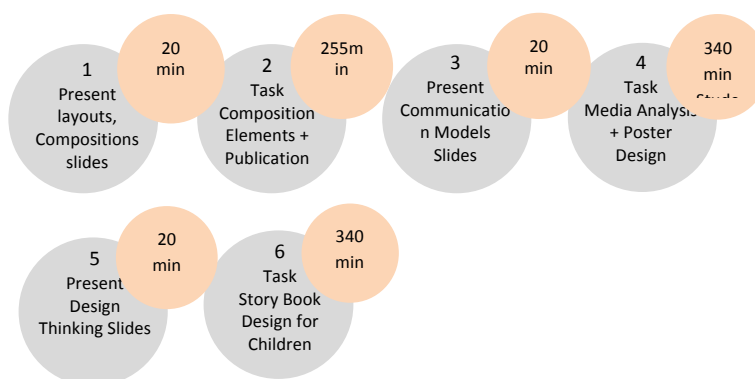 1
Present
layouts,
Compositions
slides
20
min
2
Task
Composition
Elements +
Publication
255m
in
3
Present
Communicatio
n Models
Slides
20
min
4
Task
Media Analysis
+ Poster
Design
340
min
5
Present
Design
Thinking Slides
20
min
6
Task
Story Book
Design for
Children
340
min